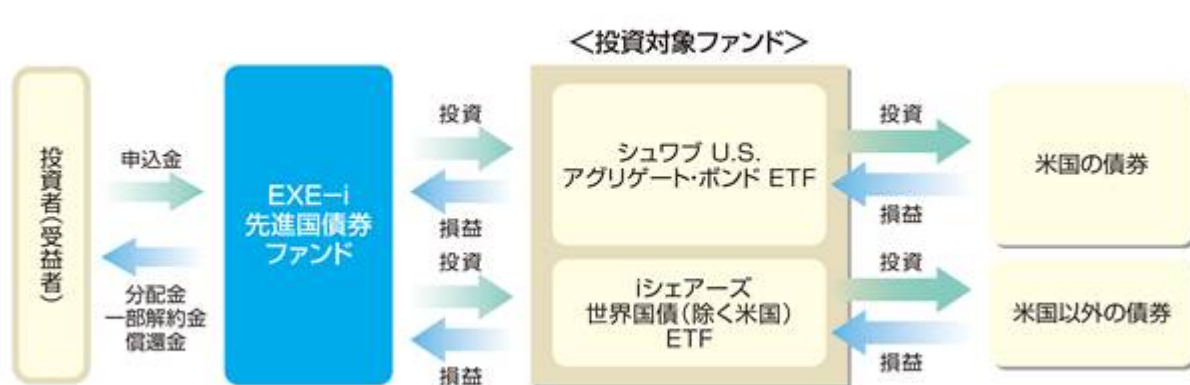 ＜投資対象ファンド＞
投資者（受益者）
申込金
分配金
一部解約金
償還金
EXE-i
先進国債券
ファンド
投資
損益
投資
損益
シュワブ U.S.
アグリゲート・ボンド ETF
iシェアーズ
世界国債（除く米国）
ETF
投資
損益
投資
損益
米国の債券
米国以外の債券